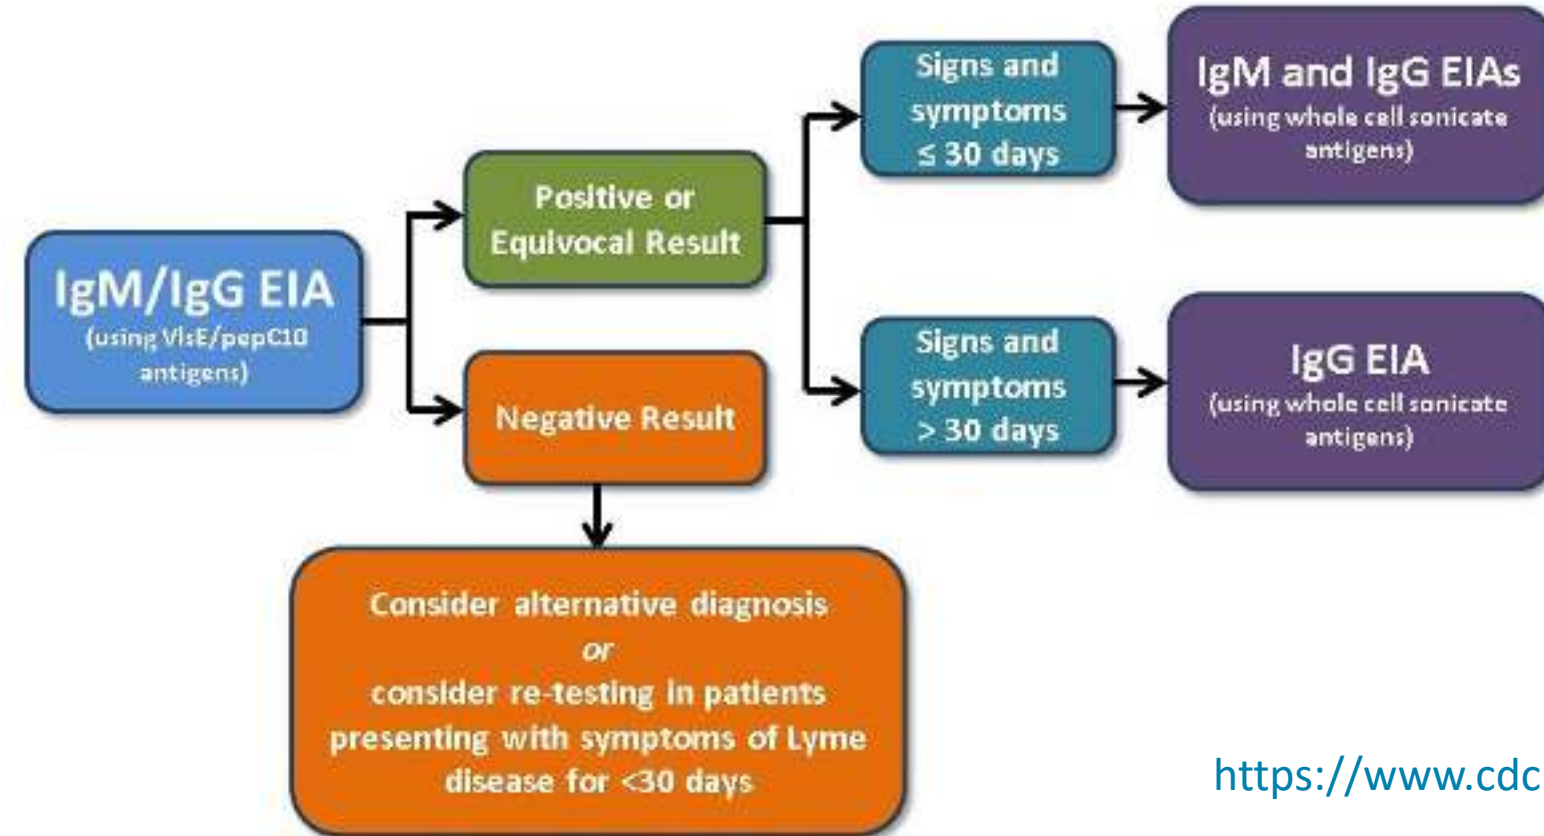 IgM/IgG EIA
(using VlsE/pepC10
antigens)
Positive or
Equivocal Result
Negative Result
Consider alternative diagnosis
or
consider re-testing in patients
presenting with symptoms of Lyme
disease for <30 days
Signs and
symptoms
≤ 30 days
IgM and IgG EIAs
(using whole cell sonicate
antigens)
Signs and
symptoms
> 30 days
IgG EIA
(using whole cell sonicate
antigens)
https://www.cdc